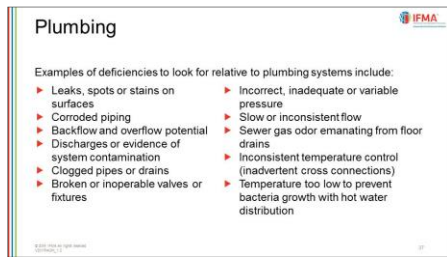 IFMA
Plumbing
Examples of deficiencies to look for relative to plumbing systems include:
Leaks, spots or stains on
surfaces
Corroded piping
Backflow and overflow potential
Discharges or evidence of
system contamination
Clogged pipes or drains
Broken or inoperable valves or
fixtures
Incorrect, inadequate or variable
pressure
Slow or inconsistent flow
Sewer gas odor emanating from floor
drains
Inconsistent temperature control
(inadvertent cross connections)
Temperature too low to prevent
bacteria growth with hot water
distribution